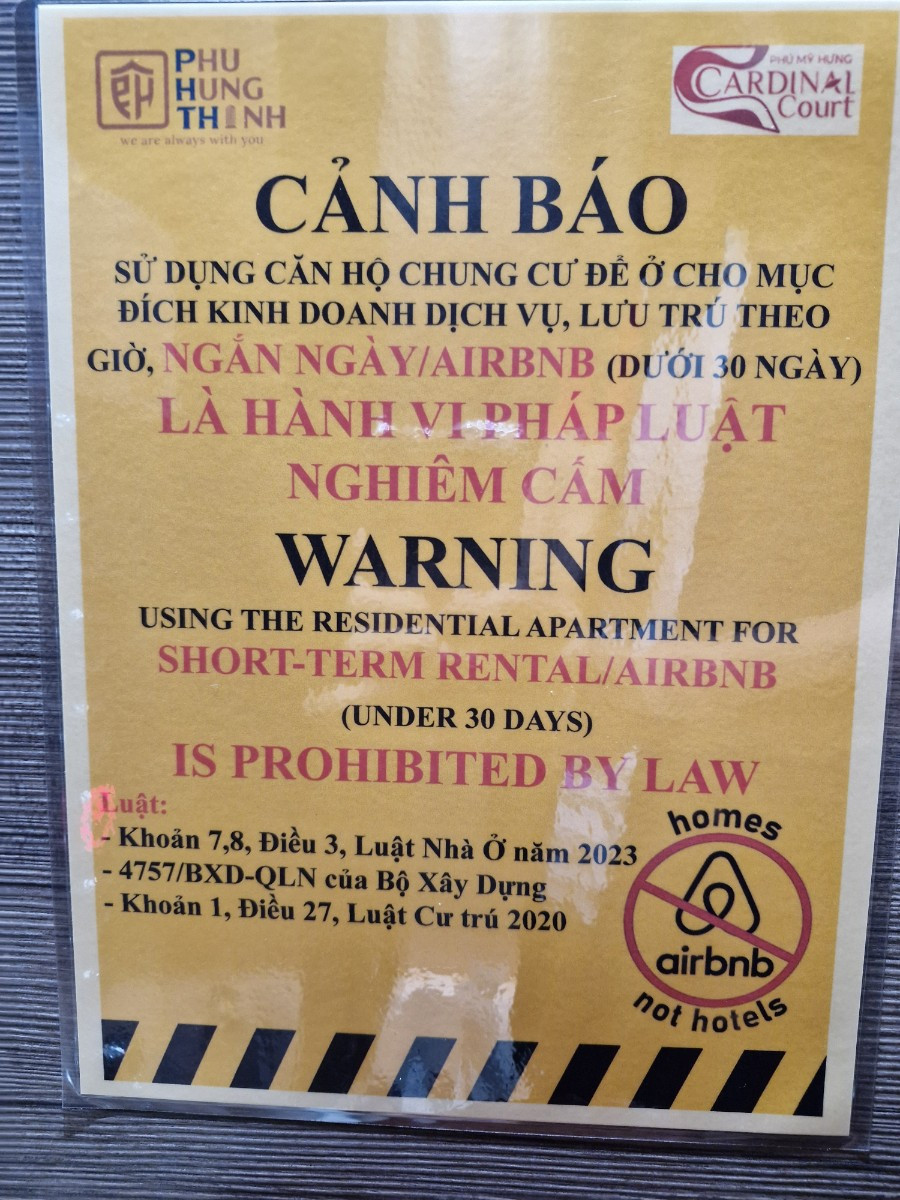 PHU
HUNG
THỊNH
we are always with you
PHÚ MỸ HƯNG
CARDINAL
Court
CẢNH BÁO
SỬ DỤNG CĂN HỘ CHUNG CƯ ĐỂ Ở CHO MỤC
ĐÍCH KINH DOANH DỊCH VỤ, LƯU TRÚ THEO
GIỜ, NGẮN NGÀY/AIRBNB (DƯỚI 30 NGÀY)
LÀ HÀNH VI PHÁP LUẬT
NGHIÊM CẤM
WARNING
USING THE RESIDENTIAL APARTMENT FOR
SHORT-TERM RENTAL/AIRBNB
(UNDER 30 DAYS)
IS PROHIBITED BY LAW
Luật:
- Khoản 7,8, Điều 3, Luật Nhà Ở năm 2023
- 4757/BXD-QLN của Bộ Xây Dựng
- Khoản 1, Điều 27, Luật Cư trú 2020
homes
airbnb
not hotels